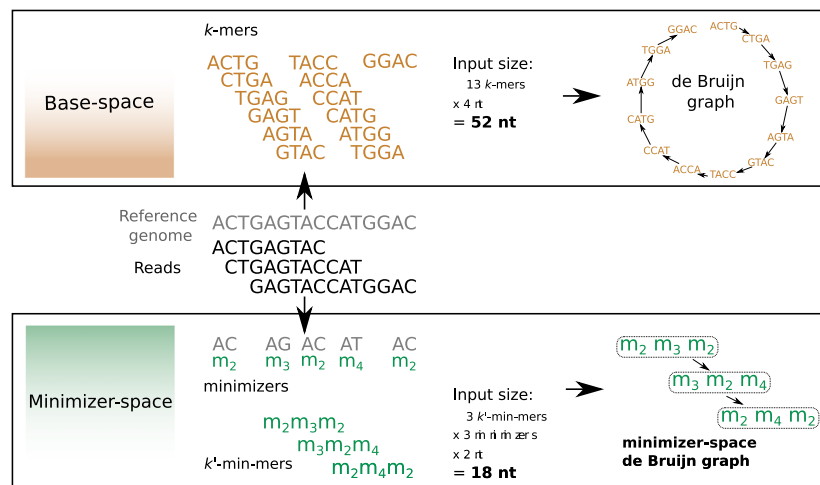 k-mers
ACTG TACC GGAC
CTGA ACCA
TGAG CCAT
GAGT CATG
AGTA ATGG
GTAC TGGA
Base-space
Input size:
13 k-mers
x 4 nt
= 52 nt
de Bruijn
graph
ACTG
CTGA
TGAG
GAGT
AGTA
GTAC
TACC
ACCA
CCAT
CATG
ATGG
TGGA
GGAC
Reference
genome
ACTGAGTACCATGGAC
Reads
ACTGAGTAC
CTGAGTACCAT
GAGTACCATGGAC
Minimizer-space
AC AG AC AT AC
m2 m3 m2 m4 m2
minimizers
m2m3m2
m3m2m4
m2m4m2
k'-min-mers
Input size:
3 k'-min-mers
x 3 minimizers
x 2 nt
= 18 nt
m2 m3 m2
m3 m2 m4
m2 m4 m2
minimizer-space
de Bruijn graph